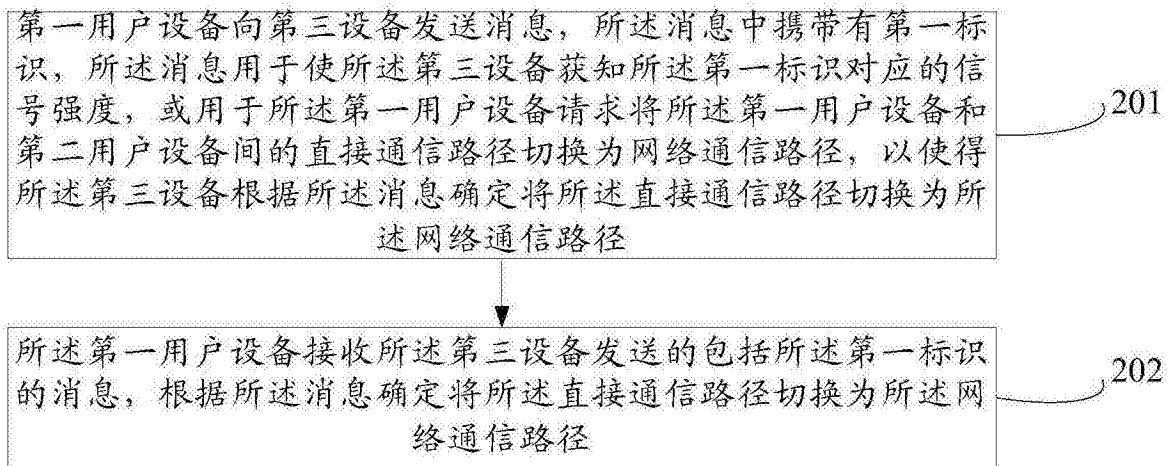 第一用户设备向第三设备发送消息，所述消息中携带有第一标
识，所述消息用于使所述第三设备获知所述第一标识对应的信
号强度，或用于所述第一用户设备请求将所述第一用户设备和
第二用户设备间的直接通信路径切换为网络通信路径，以使得
所述第三设备根据所述消息确定将所述直接通信路径切换为所
述网络通信路径
201
所述第一用户设备接收所述第三设备发送的包括所述第一标识
的消息，根据所述消息确定将所述直接通信路径切换为所述网
络通信路径
202